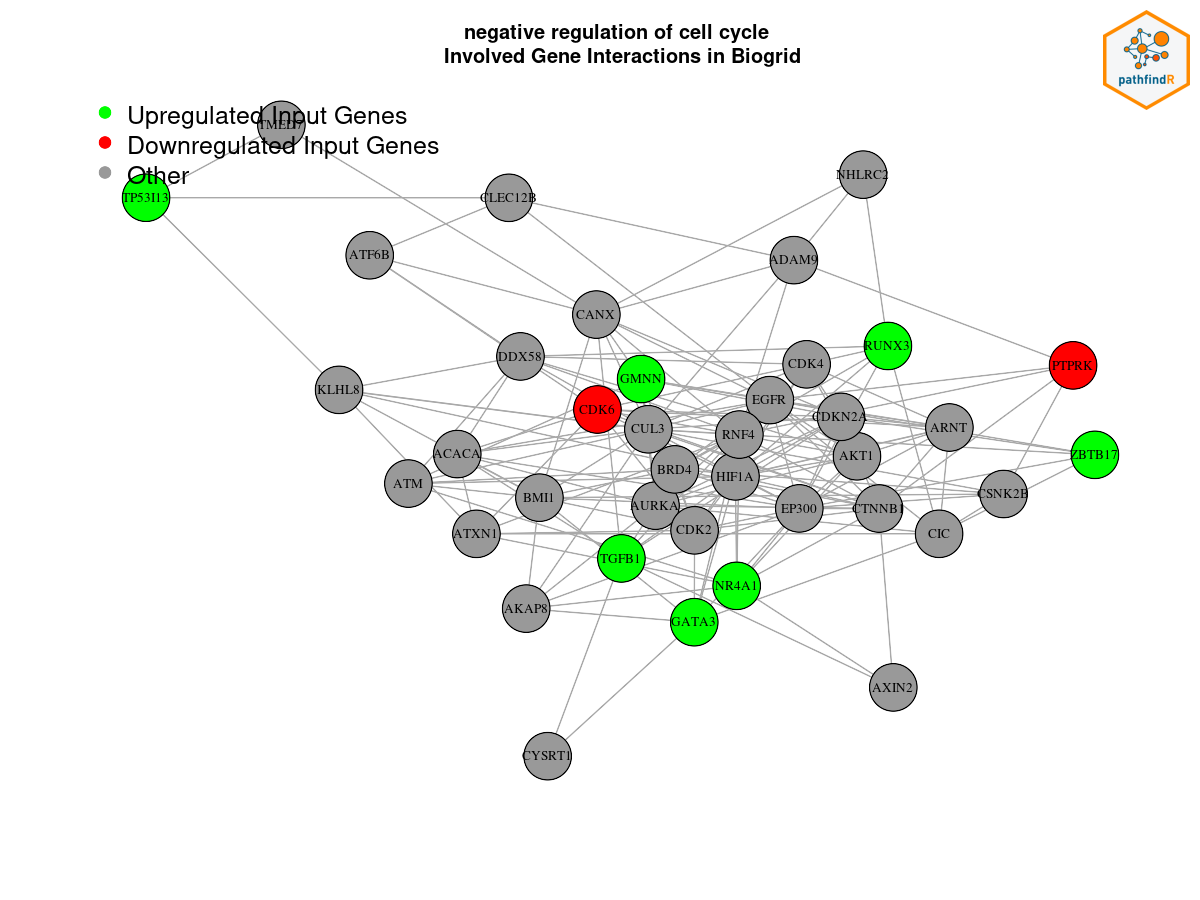 negative regulation of cell cycle
Involved Gene Interactions in Biogrid
pathfindR
Upregulated Input Genes
TMED7
Downregulated Input Genes
Other
TP53I13
CLEC12B
NHLRC2
ATF6B
ADAM9
CANX
RUNX3
DDX58
CDK4
PTPRK
GMNN
KLHL8
EGFR
CDK6
CDKN2A
CUL3
RNF4
ARNT
ACACA
AKT1
ZBTB17
BRD4
HIF1A
ATM
BMI1
CSNK2B
AURKA
EP300
CTNNB1
CDK2
ATXN1
CIC
TGFB1
NR4A1
AKAP8
GATA3
AXIN2
CYSRT1